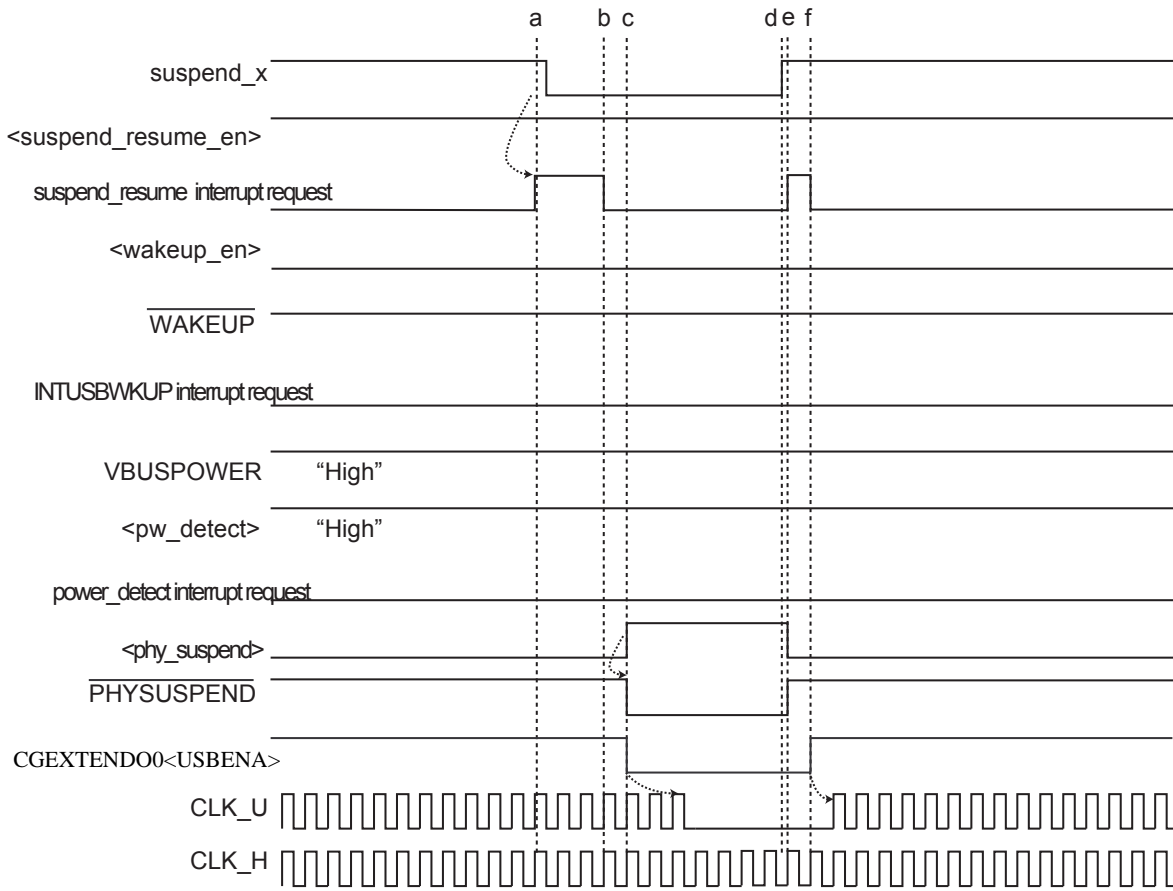 a b c d e f
suspend_x
<suspend_resume_en>
suspend_resume interrupt request
<wakeup_en>
WAKEUP
INTUSBWKUP interrupt request
VBUSPOWER "High"
<pw_detect> "High"
power_detect interrupt request
<phy_suspend>
PHYSUSPEND
CGEXTENDO0<USBENA>
CLK_U
CLK_H